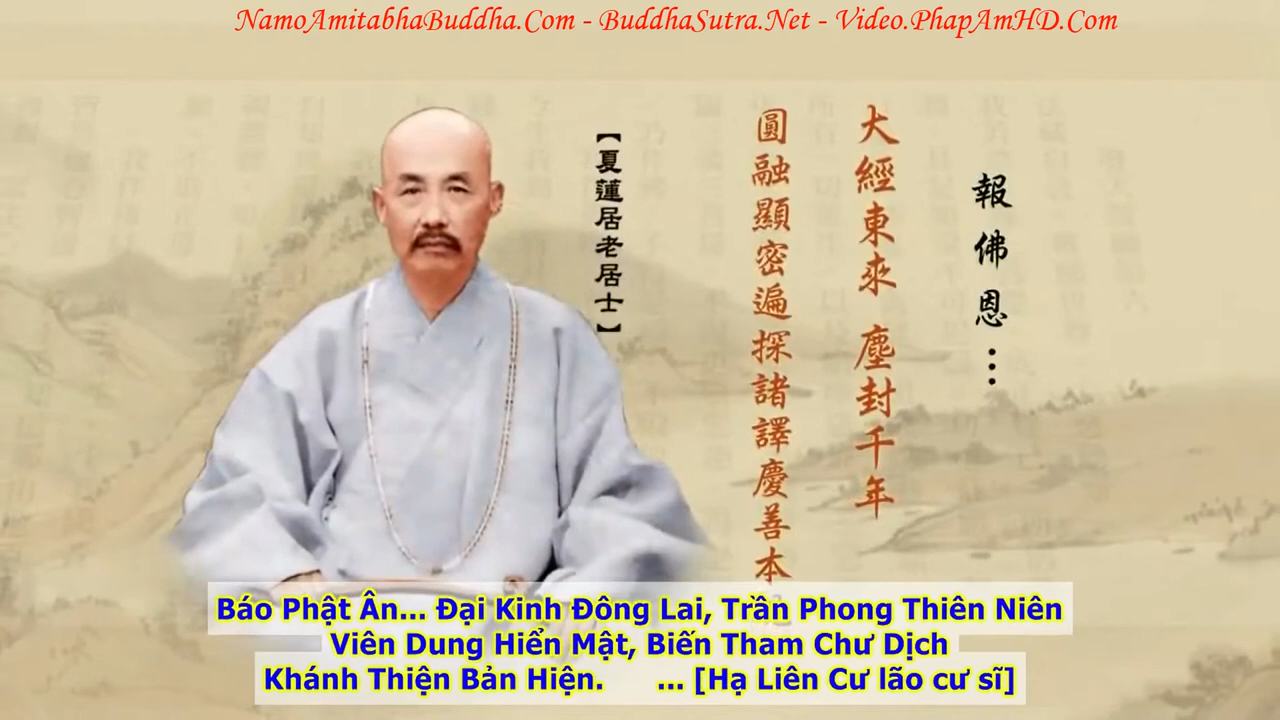 NamoAmitabhaBuddha.Com - BuddhaSutra.Net - Video.PhapAmHD.Com
報佛恩…
大經東來 塵封千年
圓融顯密遍探諸譯慶善本
【夏蓮居老居士】
Báo Phật Ân... Đại Kinh Đông Lai, Trần Phong Thiên Niên
Viên Dung Hiển Mật, Biến Tham Chư Dịch
Khánh Thiện Bản Hiện. ... [Hạ Liên Cư lão cư sĩ]